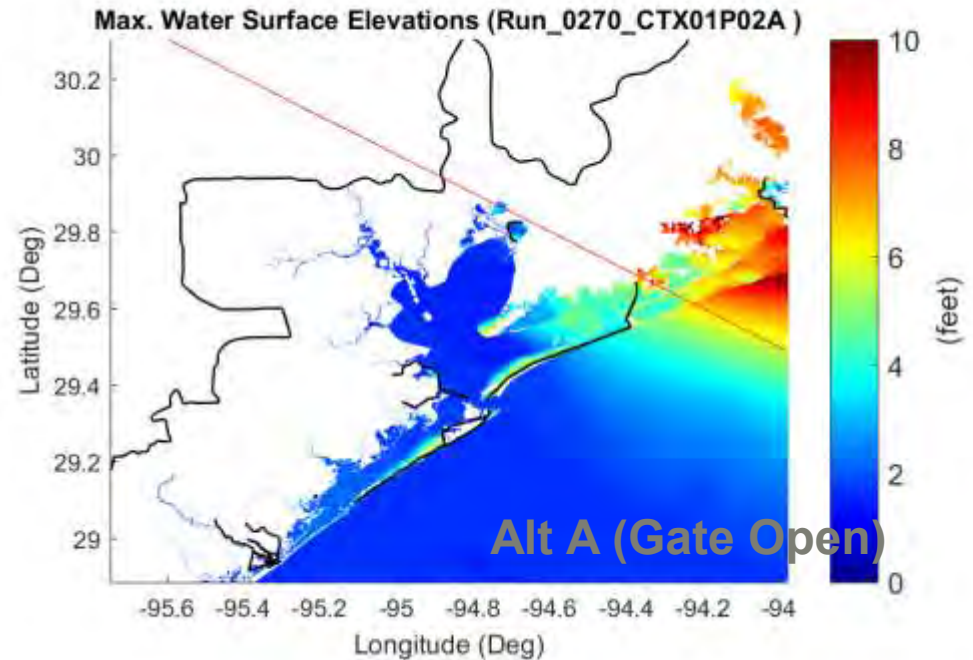 Max. Water Surface Elevations (Run_0270_CTX01P02A )
30.2
30
29.8
29.6
29.4
29.2
29
Latitude (Deg)
-95.6 -95.4 -95.2 -95 -94.8 -94.6 -94.4 -94.2 -94
Longitude (Deg)
Alt A (Gate Open)
10
8
6
4
2
0
(feet)